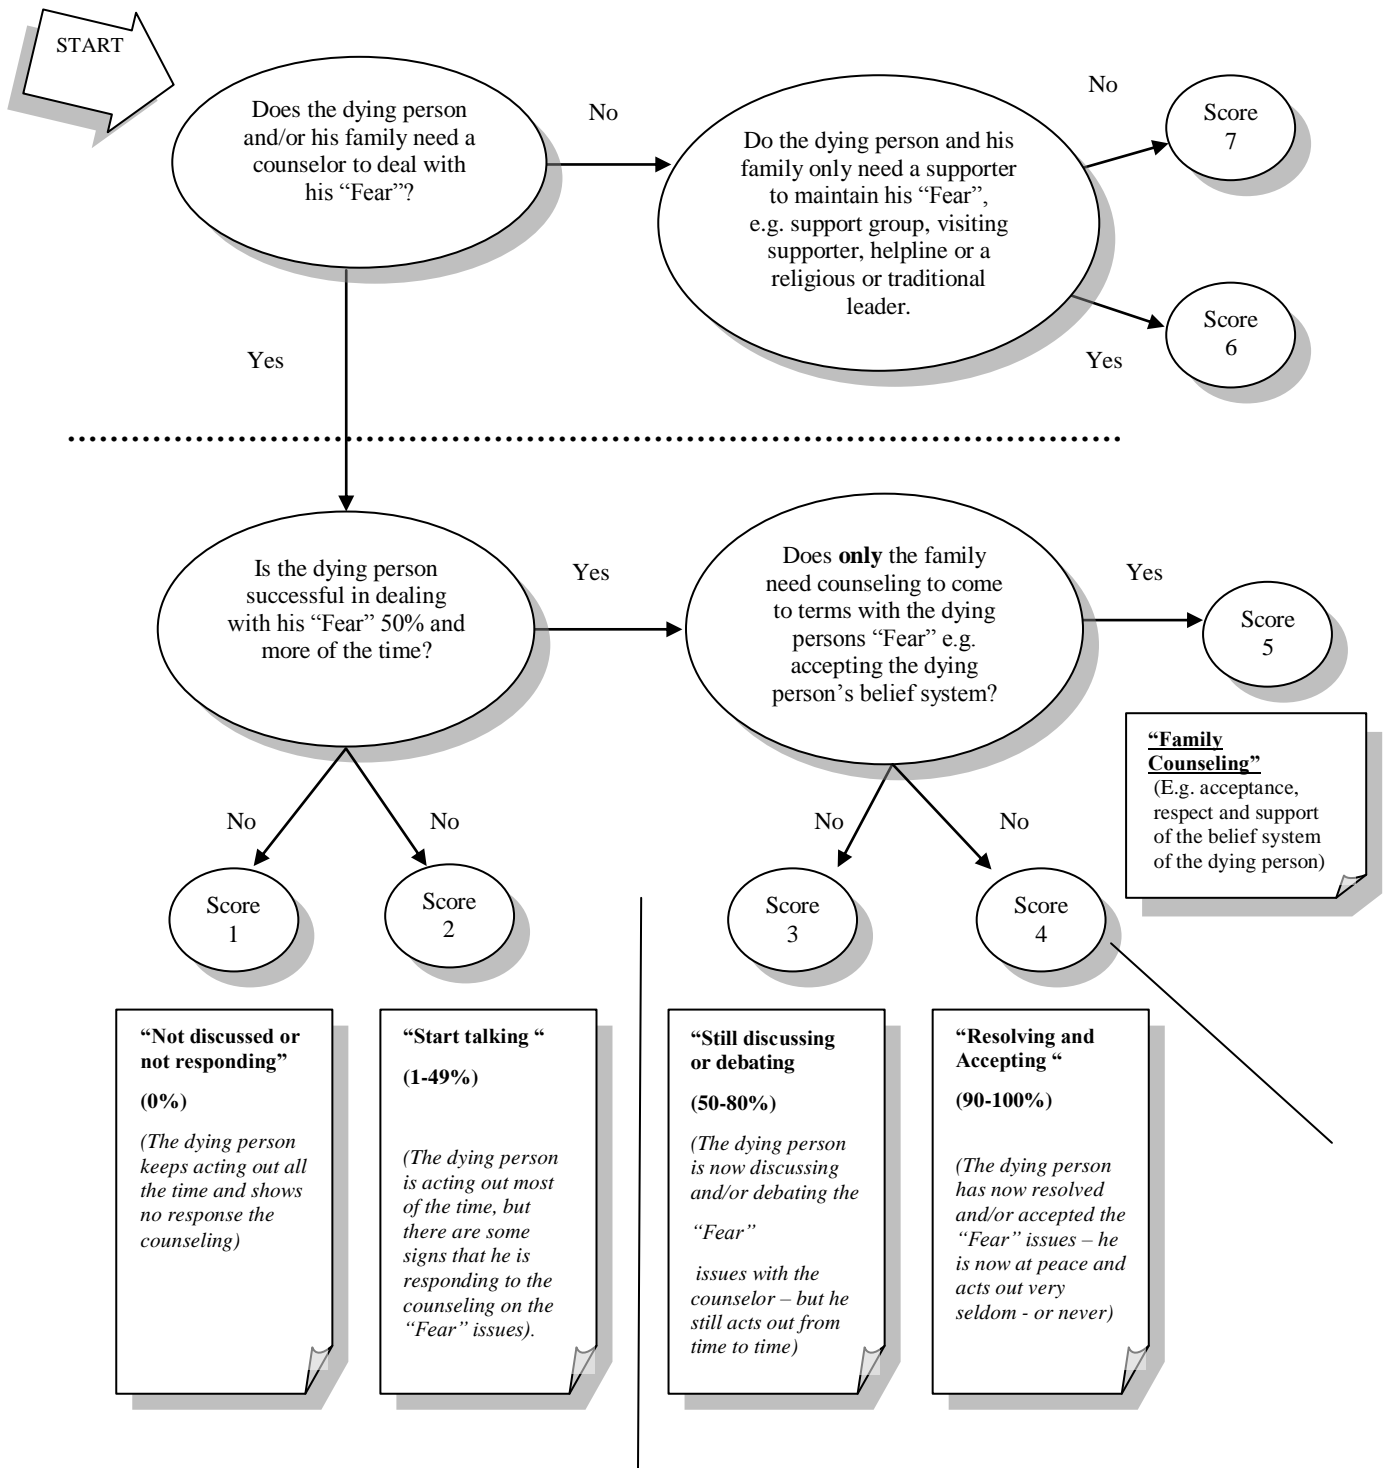 START
Does the dying person
and/or his family need a
counselor to deal with
his “Fear”?
No
Do the dying person and his
family only need a supporter
to maintain his “Fear”,
e.g. support group, visiting
supporter, helpline or a
religious or traditional
leader.
No
Score
7
Yes
Score
6
Yes
Is the dying person
successful in dealing
with his “Fear” 50% and
more of the time?
Yes
Does only the family
need counseling to come
to terms with the dying
persons “Fear” e.g.
accepting the dying
person’s belief system?
Yes
Score
5
“Family
Counseling”
(E.g. acceptance,
respect and support
of the belief system
of the dying person)
No
No
No
No
Score
1
Score
2
Score
3
Score
4
“Not discussed or
not responding”
(0%)
(The dying person
keeps acting out all
the time and shows
no response the
counseling)
“Start talking “
(1-49%)
(The dying person
is acting out most
of the time, but
there are some
signs that he is
responding to the
counseling on the
“Fear” issues).
“Still discussing
or debating
(50-80%)
(The dying person
is now discussing
and/or debating the
“Fear”
issues with the
counselor – but he
still acts out from
time to time)
“Resolving and
Accepting “
(90-100%)
(The dying person
has now resolved
and/or accepted the
“Fear” issues – he
is now at peace and
acts out very
seldom - or never)